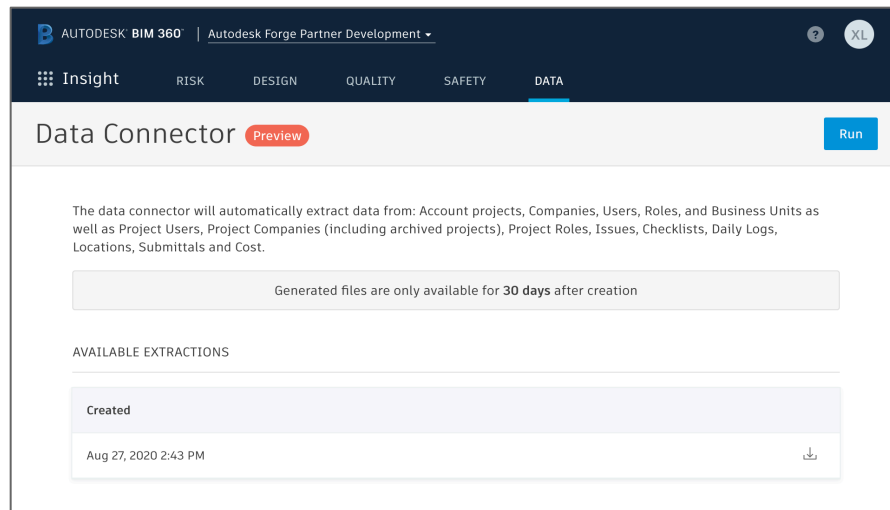 AUTODESK® BIM 360™ | Autodesk Forge Partner Development
? XL
Insight RISK DESIGN QUALITY SAFETY DATA
Data Connector Preview Run
The data connector will automatically extract data from: Account projects, Companies, Users, Roles, and Business Units as
well as Project Users, Project Companies (including archived projects), Project Roles, Issues, Checklists, Daily Logs,
Locations, Submittals and Cost.
Generated files are only available for 30 days after creation
AVAILABLE EXTRACTIONS
Created
Aug 27, 2020 2:43 PM